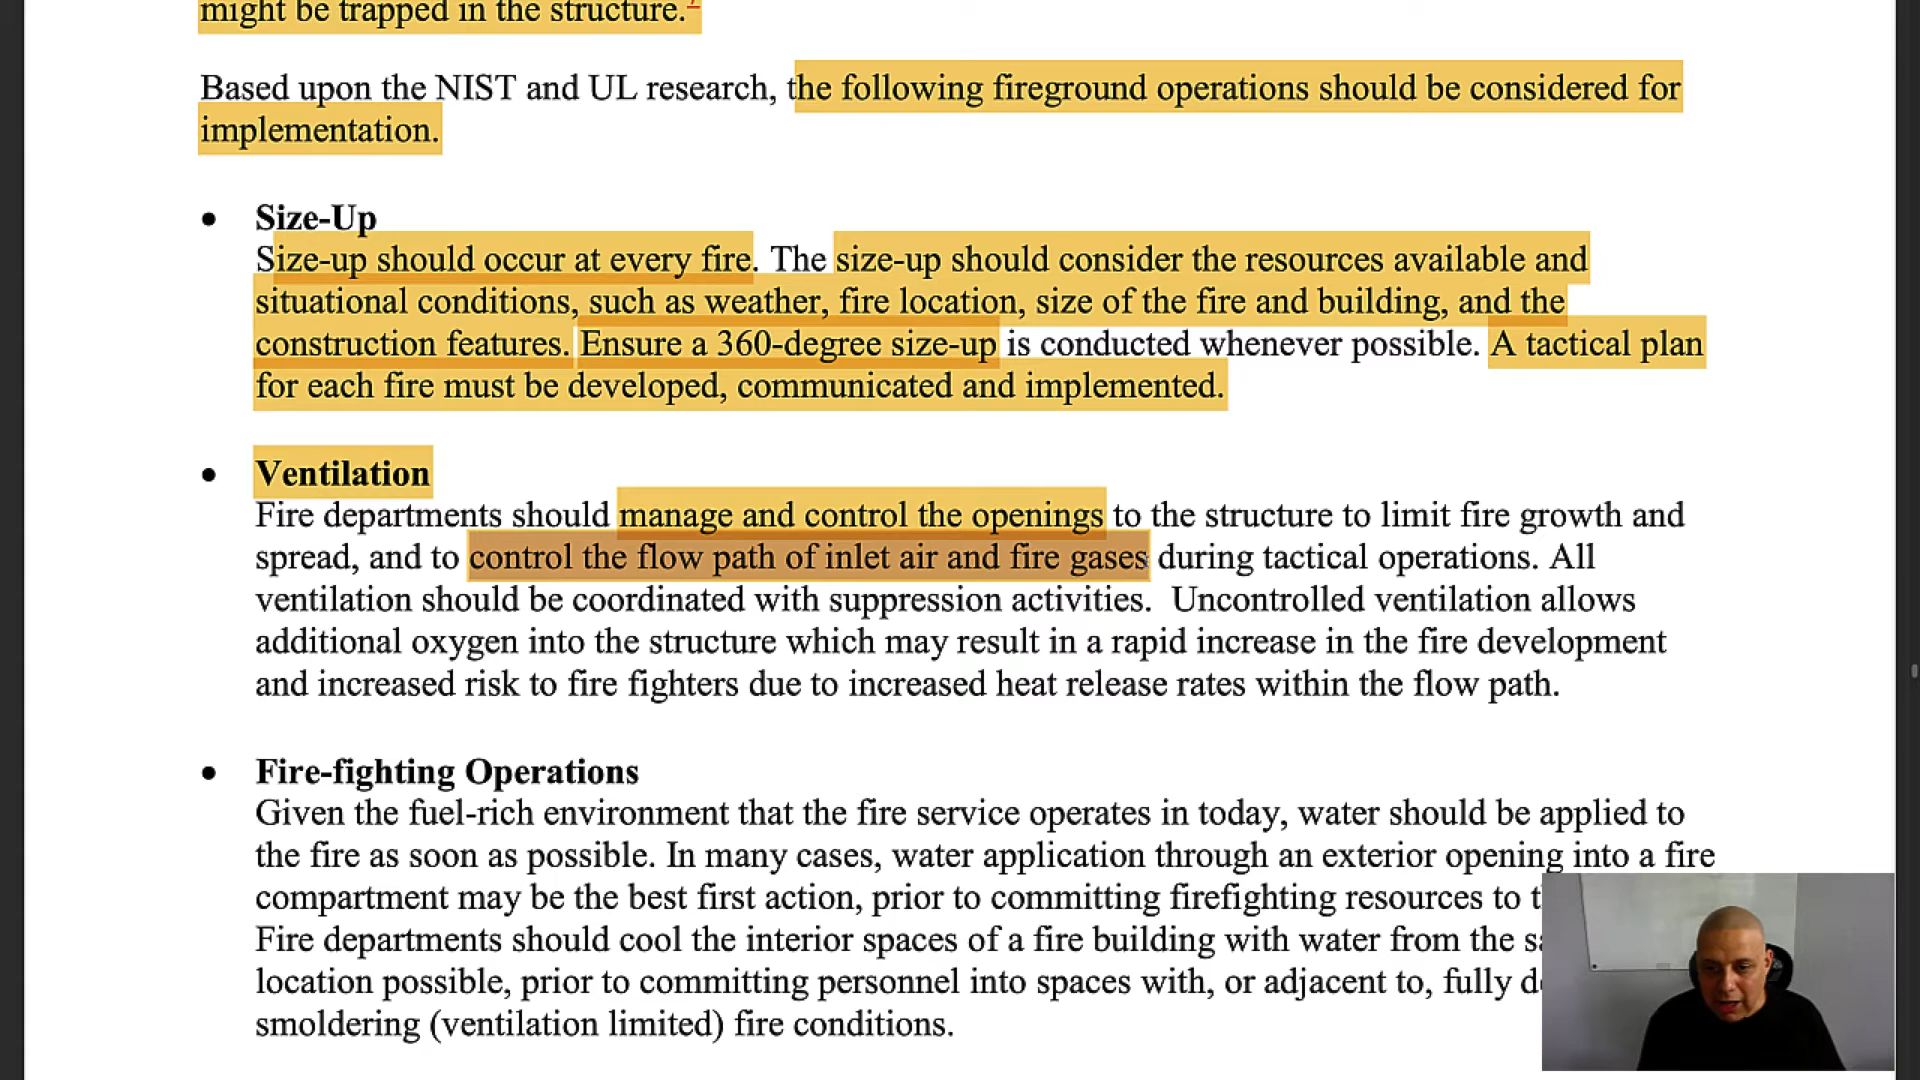 might be trapped in the structure.7
Based upon the NIST and UL research, the following fireground operations should be considered for
implementation.
• Size-Up
Size-up should occur at every fire. The size-up should consider the resources available and
situational conditions, such as weather, fire location, size of the fire and building, and the
construction features. Ensure a 360-degree size-up is conducted whenever possible. A tactical plan
for each fire must be developed, communicated and implemented.
• Ventilation
Fire departments should manage and control the openings to the structure to limit fire growth and
spread, and to control the flow path of inlet air and fire gases during tactical operations. All
ventilation should be coordinated with suppression activities.  Uncontrolled ventilation allows
additional oxygen into the structure which may result in a rapid increase in the fire development
and increased risk to fire fighters due to increased heat release rates within the flow path.
• Fire-fighting Operations
Given the fuel-rich environment that the fire service operates in today, water should be applied to
the fire as soon as possible. In many cases, water application through an exterior opening into a fire
compartment may be the best first action, prior to committing firefighting resources to
Fire departments should cool the interior spaces of a fire building with water from the
location possible, prior to committing personnel into spaces with, or adjacent to, fully
smoldering (ventilation limited) fire conditions.